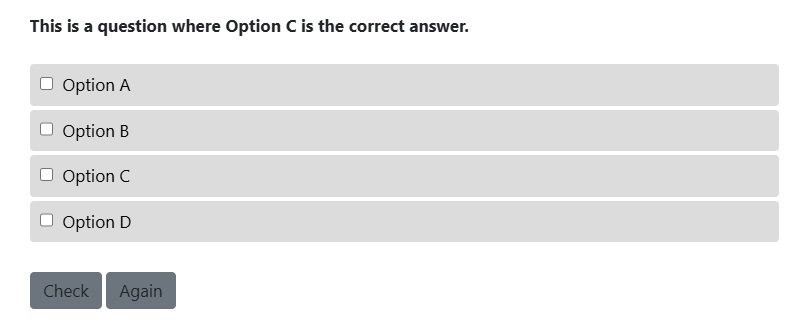 This is a question where Option C is the correct answer.
Option A
Option B
Option C
Option D
Check Again